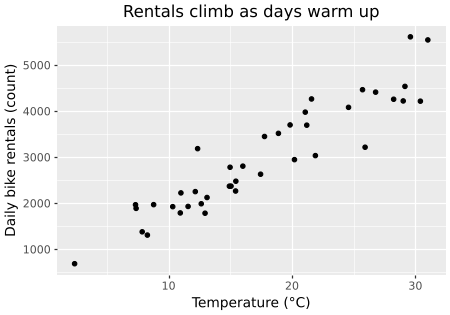 Rentals climb as days warm up
Daily bike rentals (count)
5000
4000
3000
2000
1000
10
20
30
Temperature (°C)